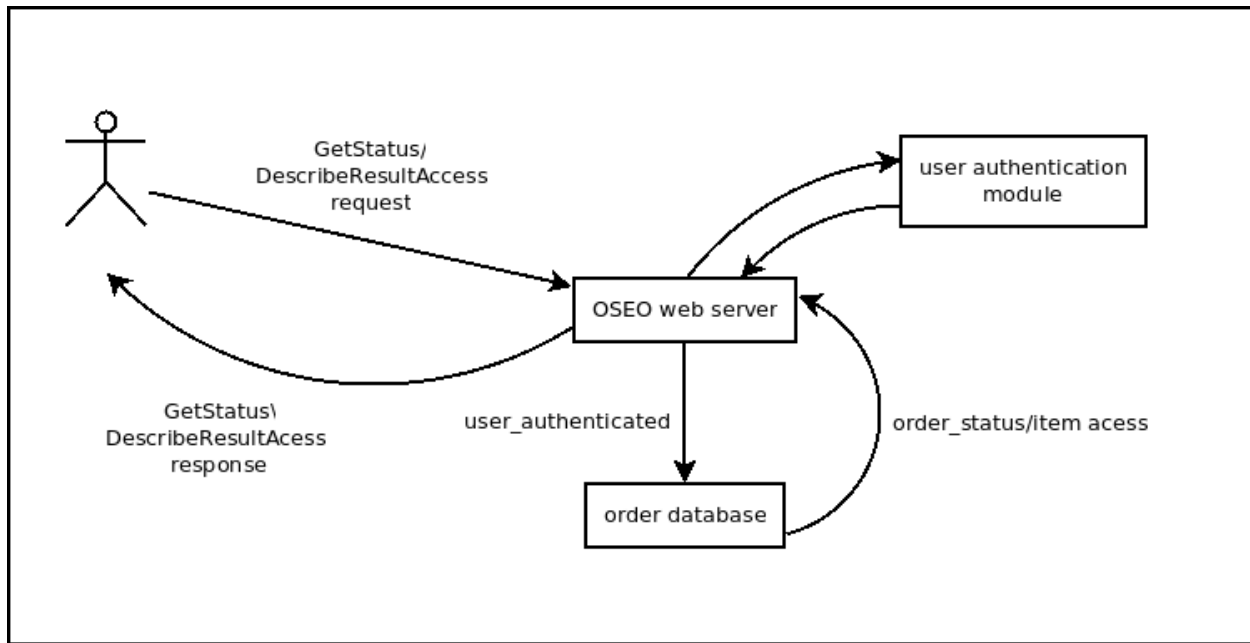 GetStatus/
DescribeResultAccess
request
user authentication
module
OSEO web server
GetStatus\
DescribeResultAcess
response
user_authenticated
order_status/item acess
order database